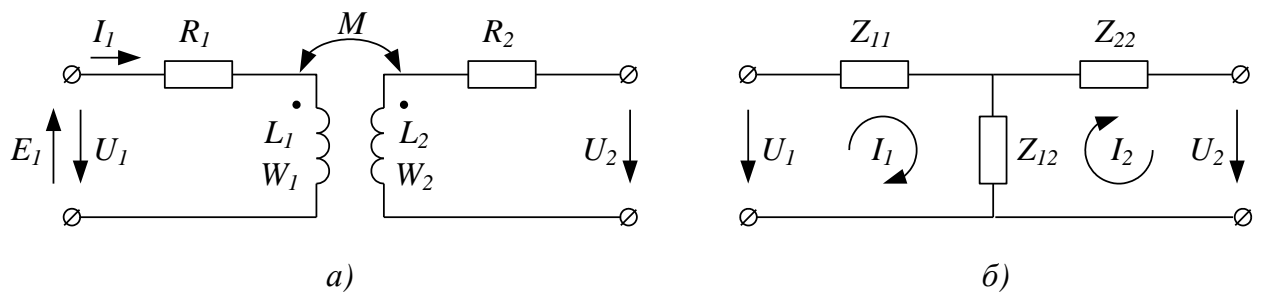 I1 R1 M R2
E1 U1 L1 W1 L2 W2 U2
а)
Z11 Z22
U1 I1 Z12 I2 U2
б)